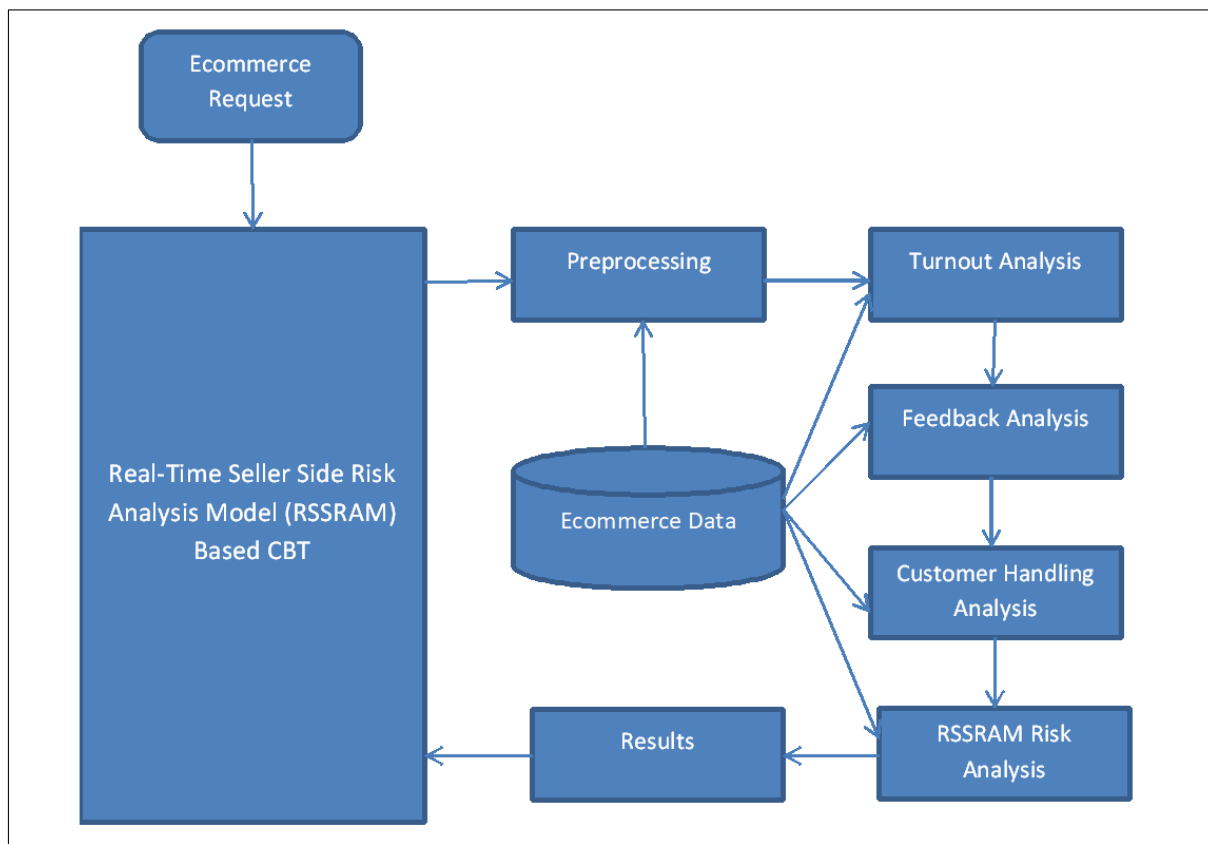 Ecommerce
Request
Preprocessing
Turnout Analysis
Feedback Analysis
Real-Time Seller Side Risk
Analysis Model (RSSRAM)
Based CBT
Ecommerce Data
Customer Handling
Analysis
Results
RSSRAM Risk
Analysis